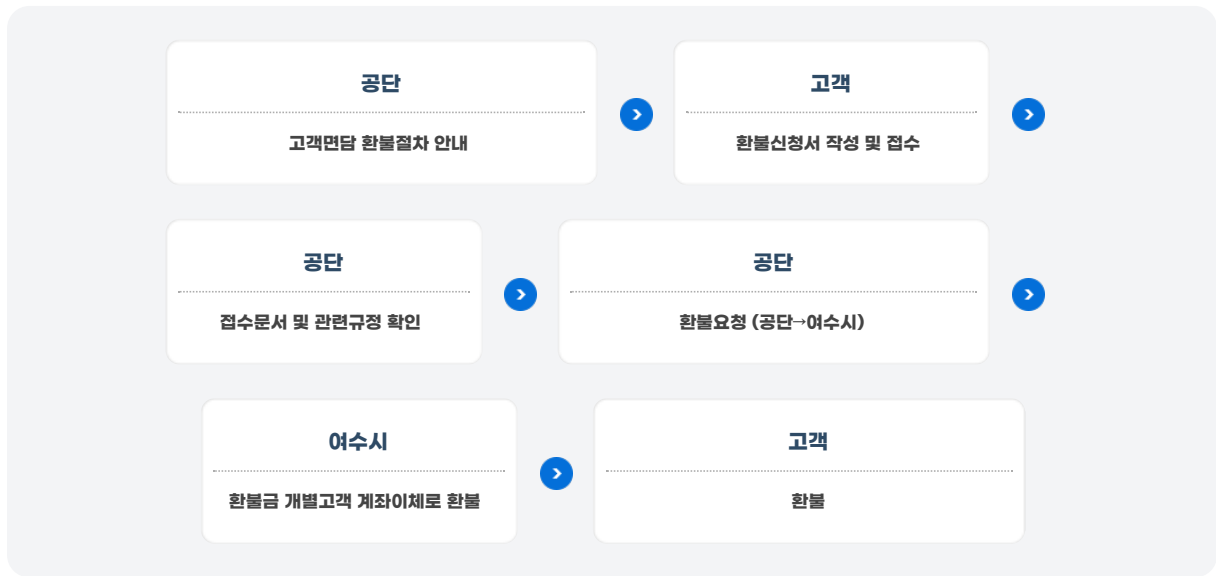 공단
고객면담 환불절차 안내
고객
환불신청서 작성 및 접수
공단
접수문서 및 관련규정 확인
공단
환불요청 (공단→여수시)
여수시
환불금 개별고객 계좌이체로 환불
고객
환불